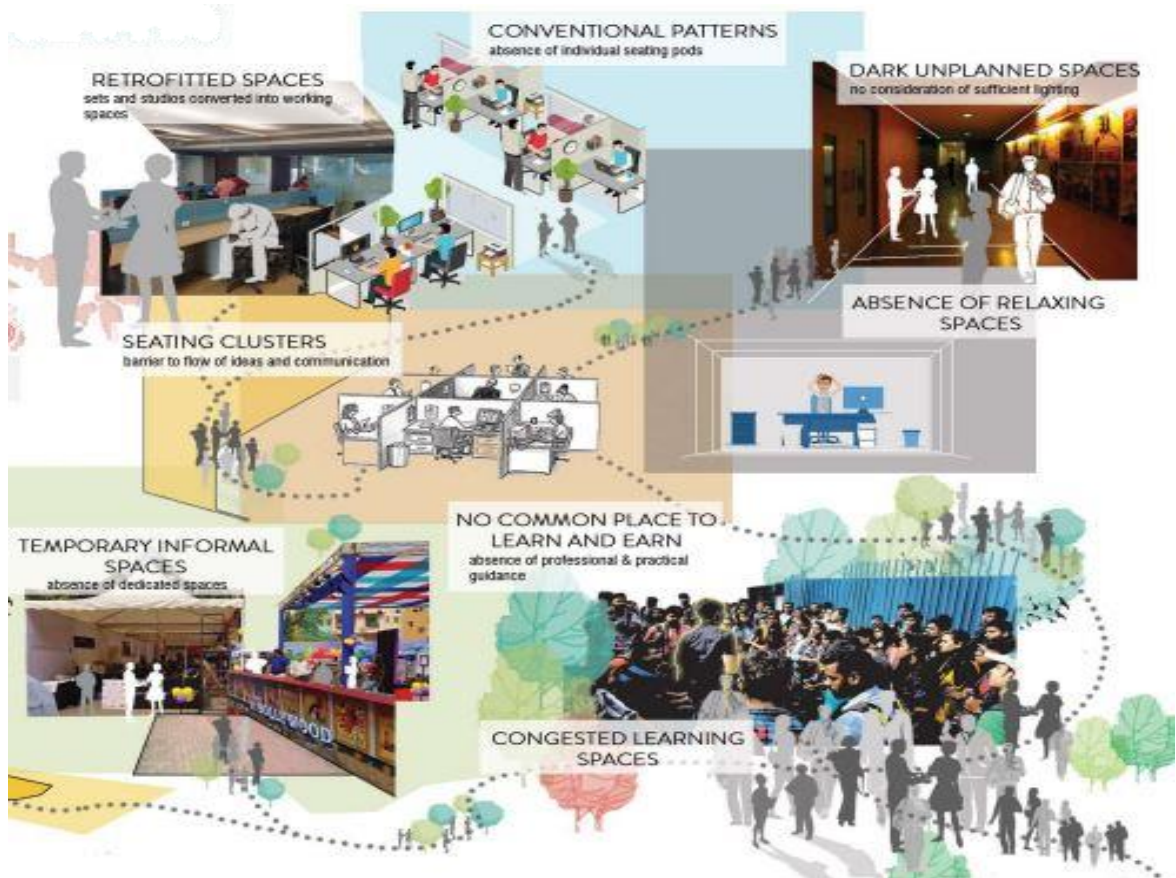 CONVENTIONAL PATTERNS
absence of individual seating pods
RETROFITTED SPACES
sets and studios converted into working
spaces
DARK UNPLANNED SPACES
no consideration of sufficient lighting
ABSENCE OF RELAXING
SPACES
SEATING CLUSTERS
barrier to flow of ideas and communication
NO COMMON PLACE TO
LEARN AND EARN
absence of professional & practical
guidance
TEMPORARY INFORMAL
SPACES
absence of dedicated spaces
CONGESTED LEARNING
SPACES